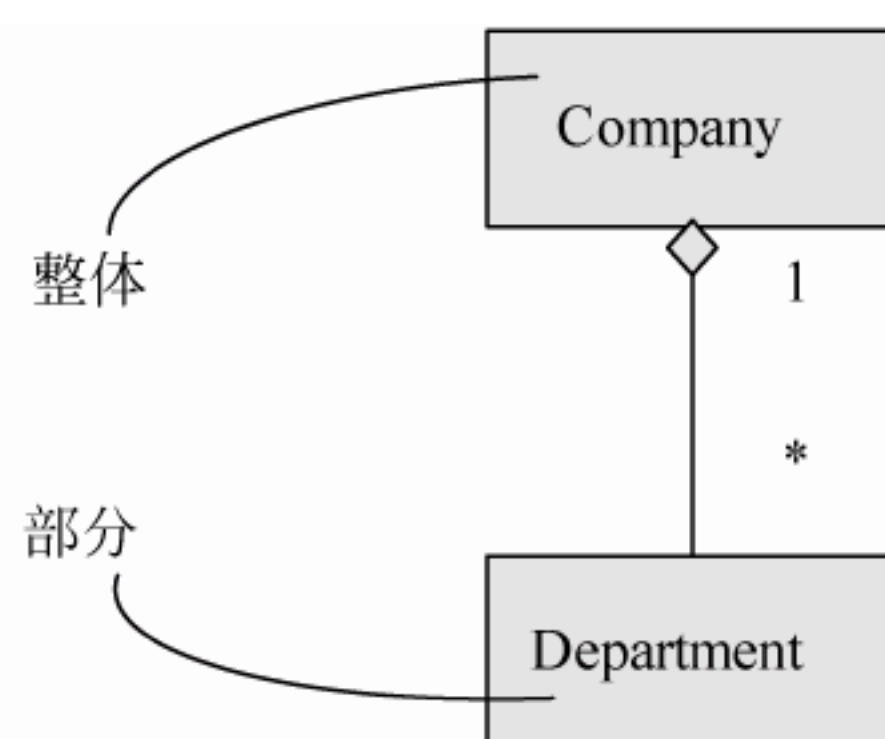 Company
整体
1
*
部分
Department